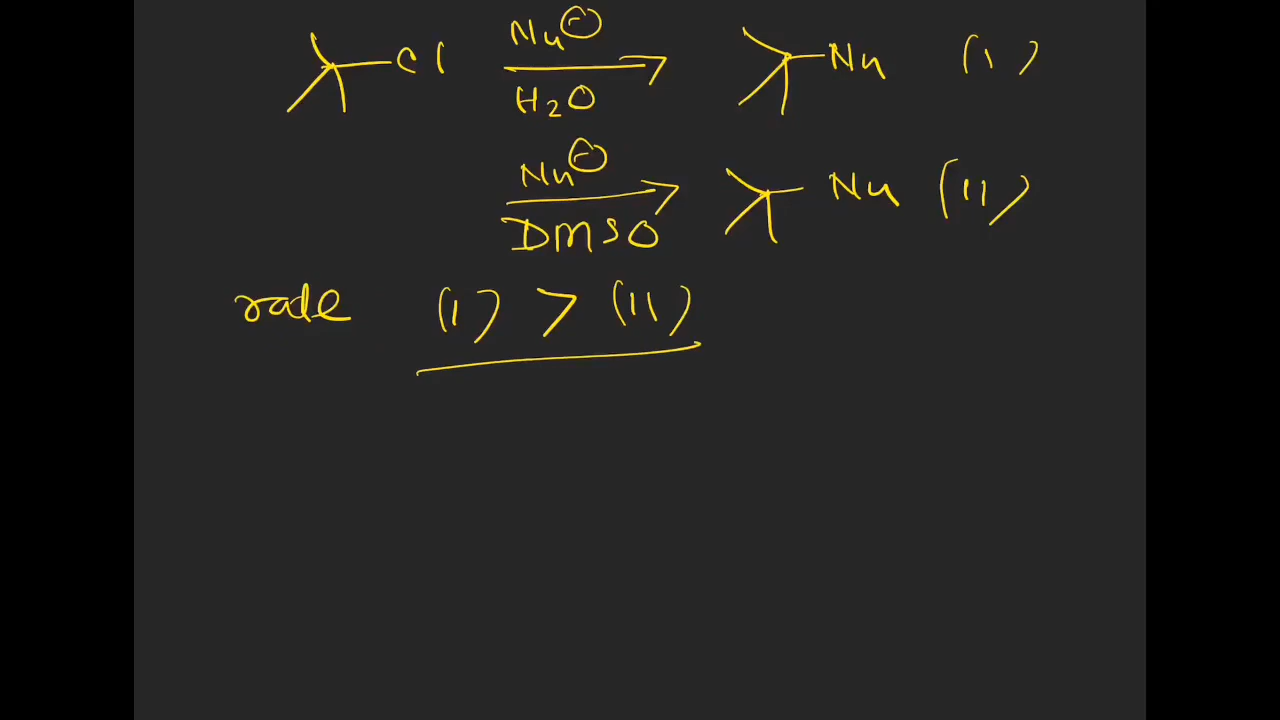 Cl Nu⊖ H2O Nu (I)
Nu⊖ DMSO Nu (II)
rate (I) > (II)